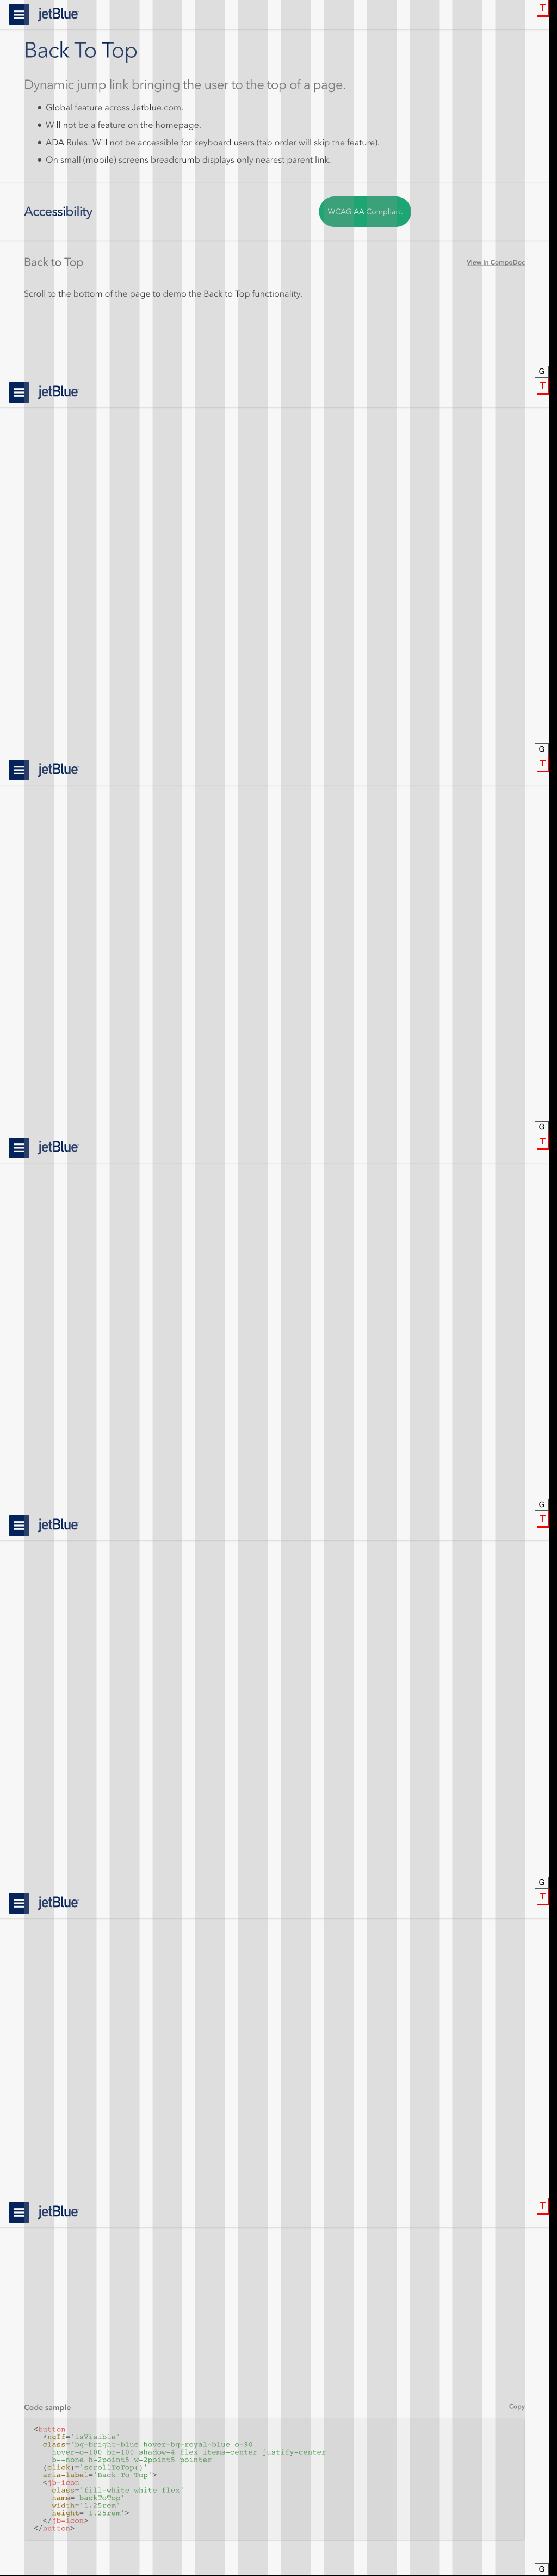 jetBlue
T
Back To Top
Dynamic jump link bringing the user to the top of a page.
• Global feature across Jetblue.com.
• Will not be a feature on the homepage.
• ADA Rules: Will not be accessible for keyboard users (tab order will skip the feature).
• On small (mobile) screens breadcrumb displays only nearest parent link.
Accessibility
WCAG AA Compliant
Back to Top
View in CompoDoc
Scroll to the bottom of the page to demo the Back to Top functionality.
G
jetBlue
T
G
jetBlue
T
G
jetBlue
T
G
jetBlue
T
G
jetBlue
T
jetBlue
T
Code sample
Copy
<button
*ngIf='isVisible'
class='bg-bright-blue hover-bg-royal-blue o-90
hover-o-100 br-100 shadow-4 flex items-center justify-center
b--none h-2point5 w-2point5 pointer'
(click)='scrollToTop()'
aria-label='Back To Top'>
<jb-icon
class='fill-white white flex'
name='backToTop'
width='1.25rem'
height='1.25rem'>
</jb-icon>
</button>
G